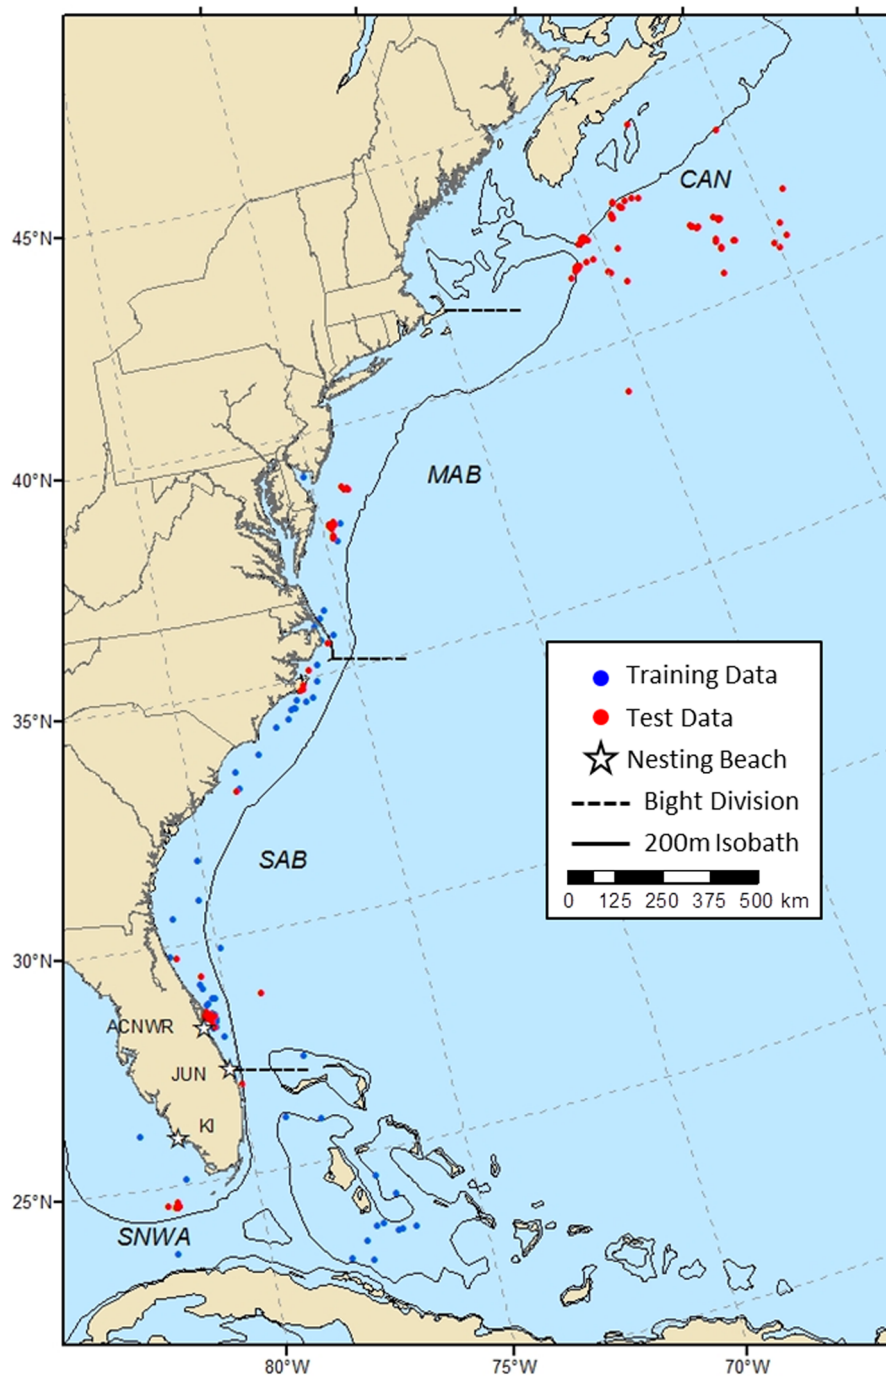 CAN
45°N
MAB
40°N
Training Data
Test Data
Nesting Beach
35°N
Bight Division
200m Isobath
SAB
0 125 250 375 500 km
30°N
ACNWR
JUN
KI
25°N
SNWA
80°W 75°W 70°W